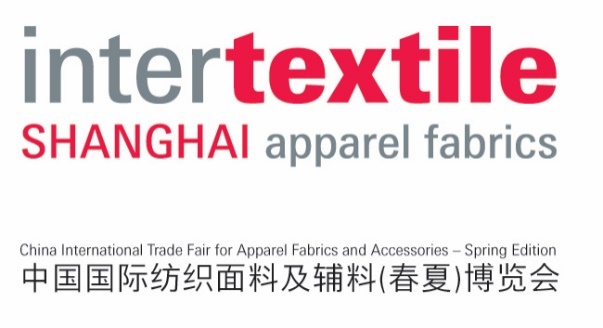 intertextile
SHANGHAI apparel fabrics
China International Trade Fair for Apparel Fabrics and Accessories – Spring Edition
中国国际纺织面料及辅料(春夏)博览会